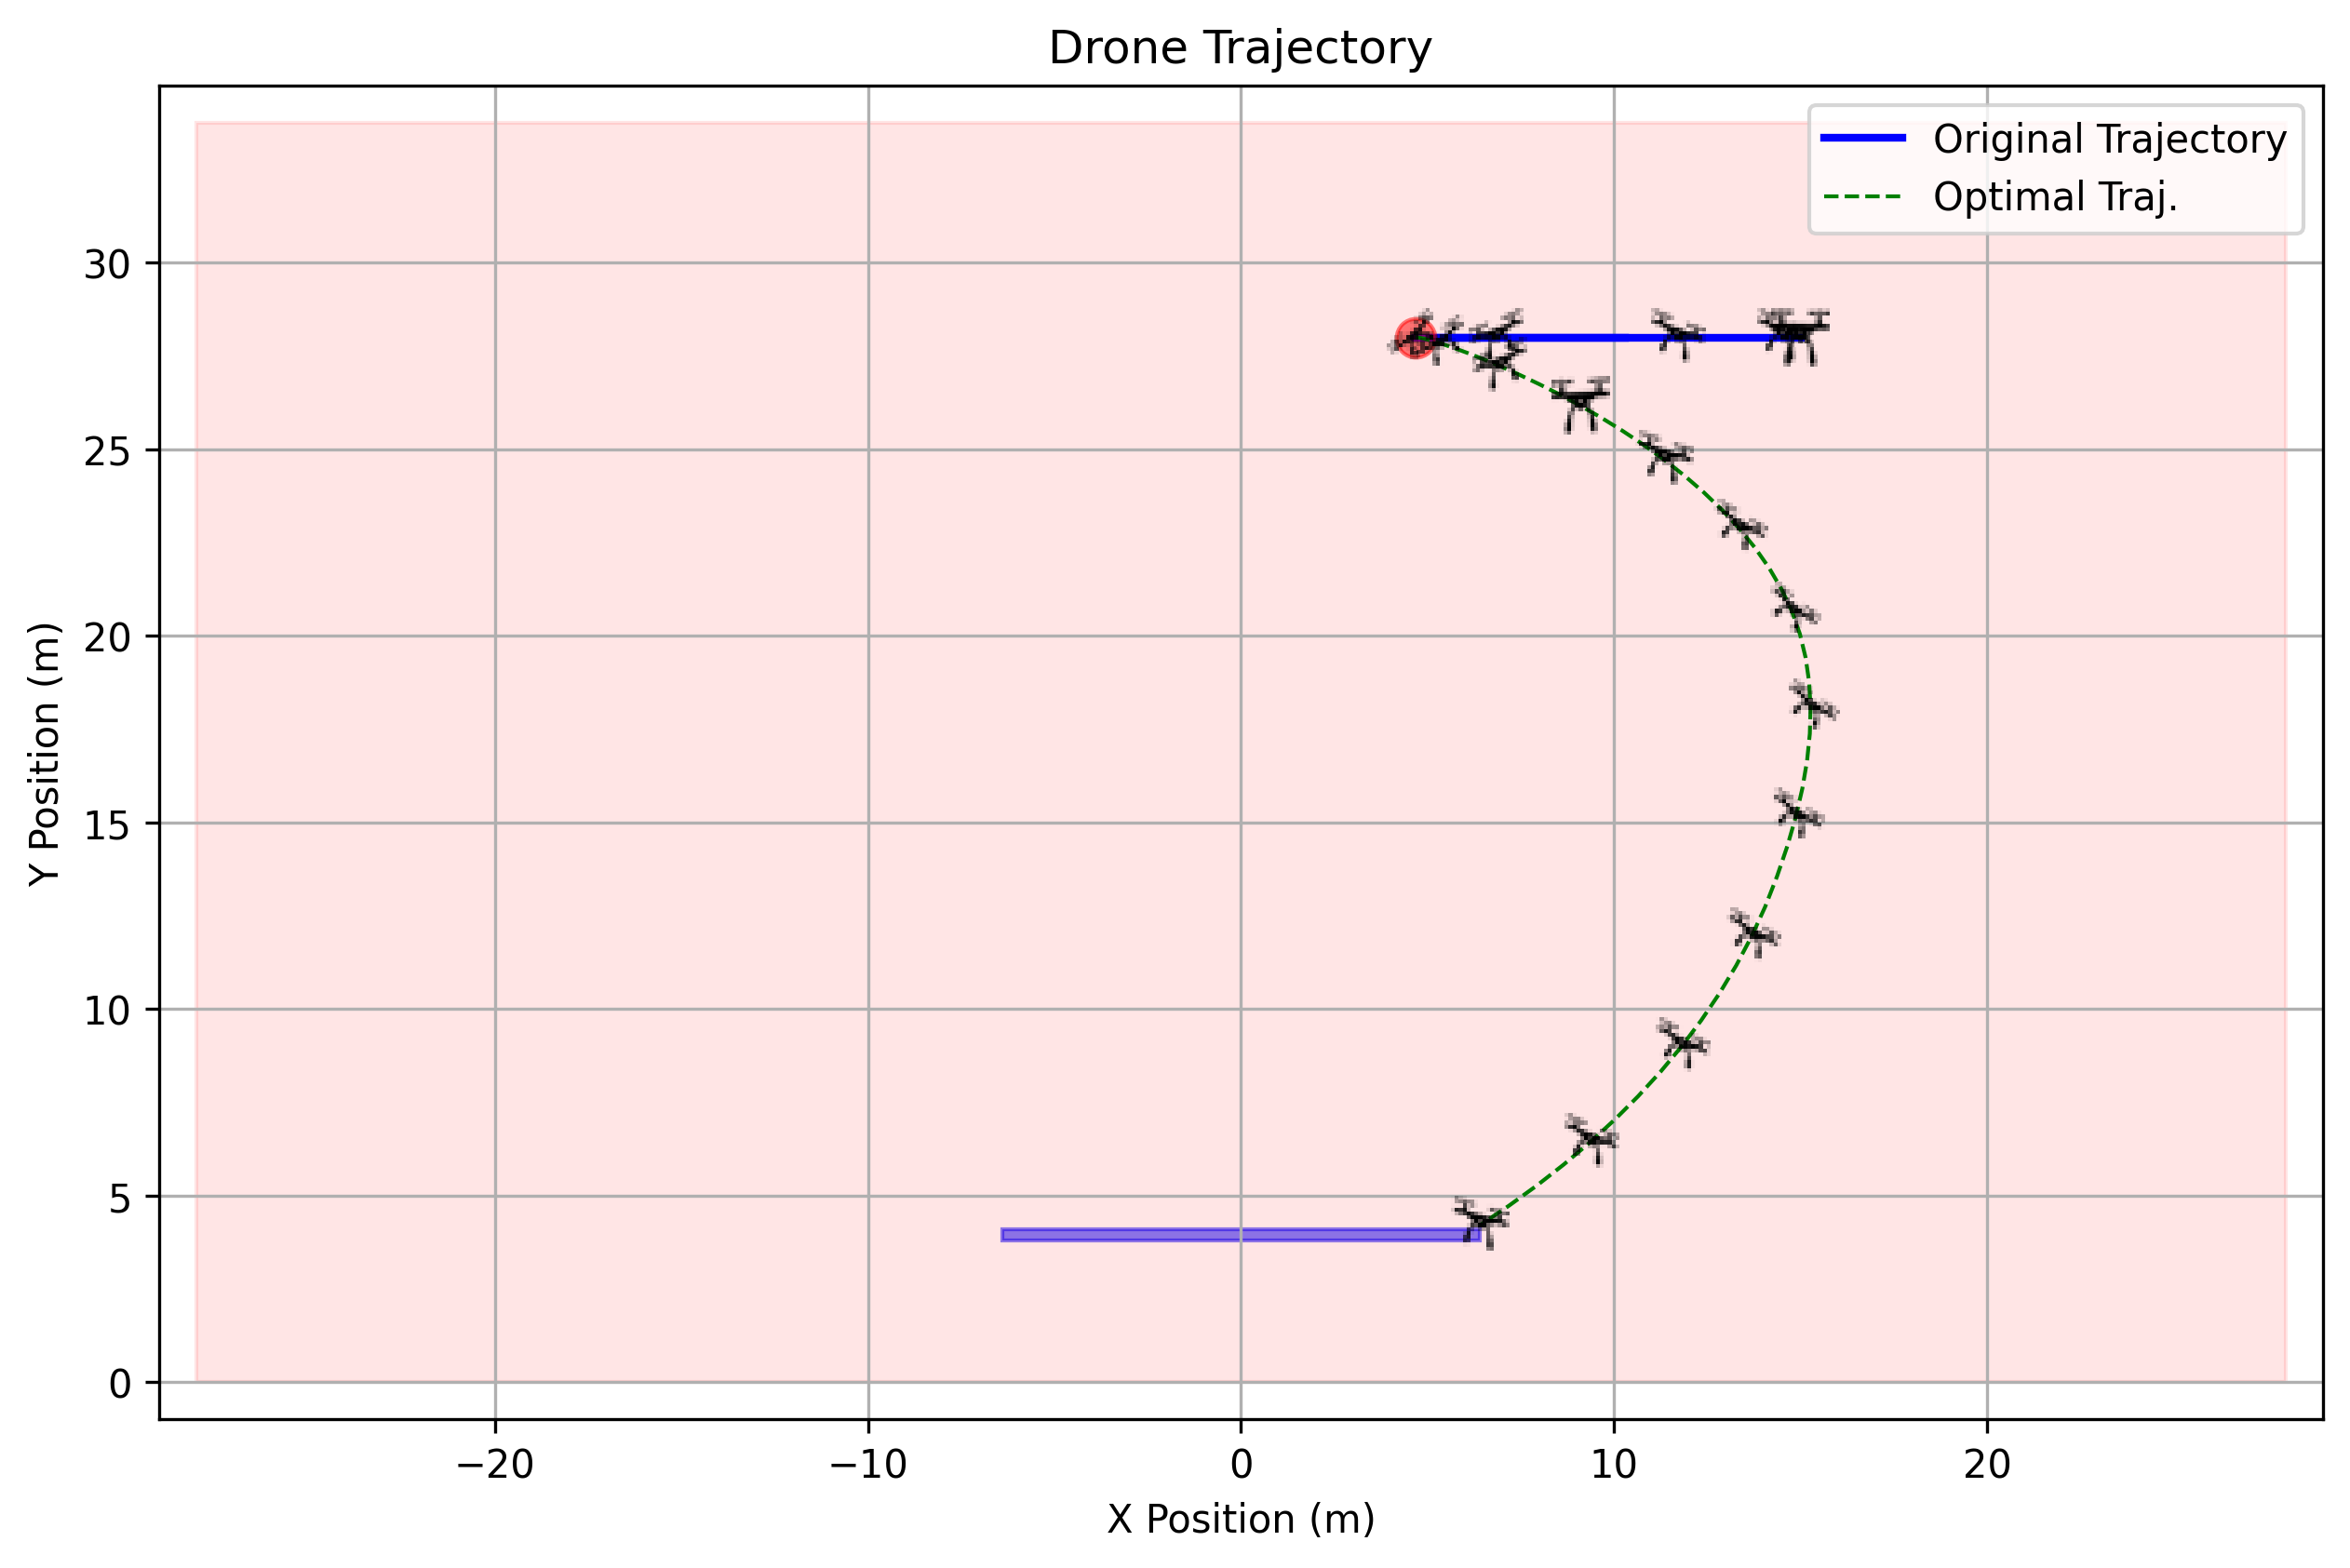 Drone Trajectory
Original Trajectory
Optimal Traj.
Y Position (m)
30
25
20
15
10
5
0
−20
−10
0
10
20
X Position (m)